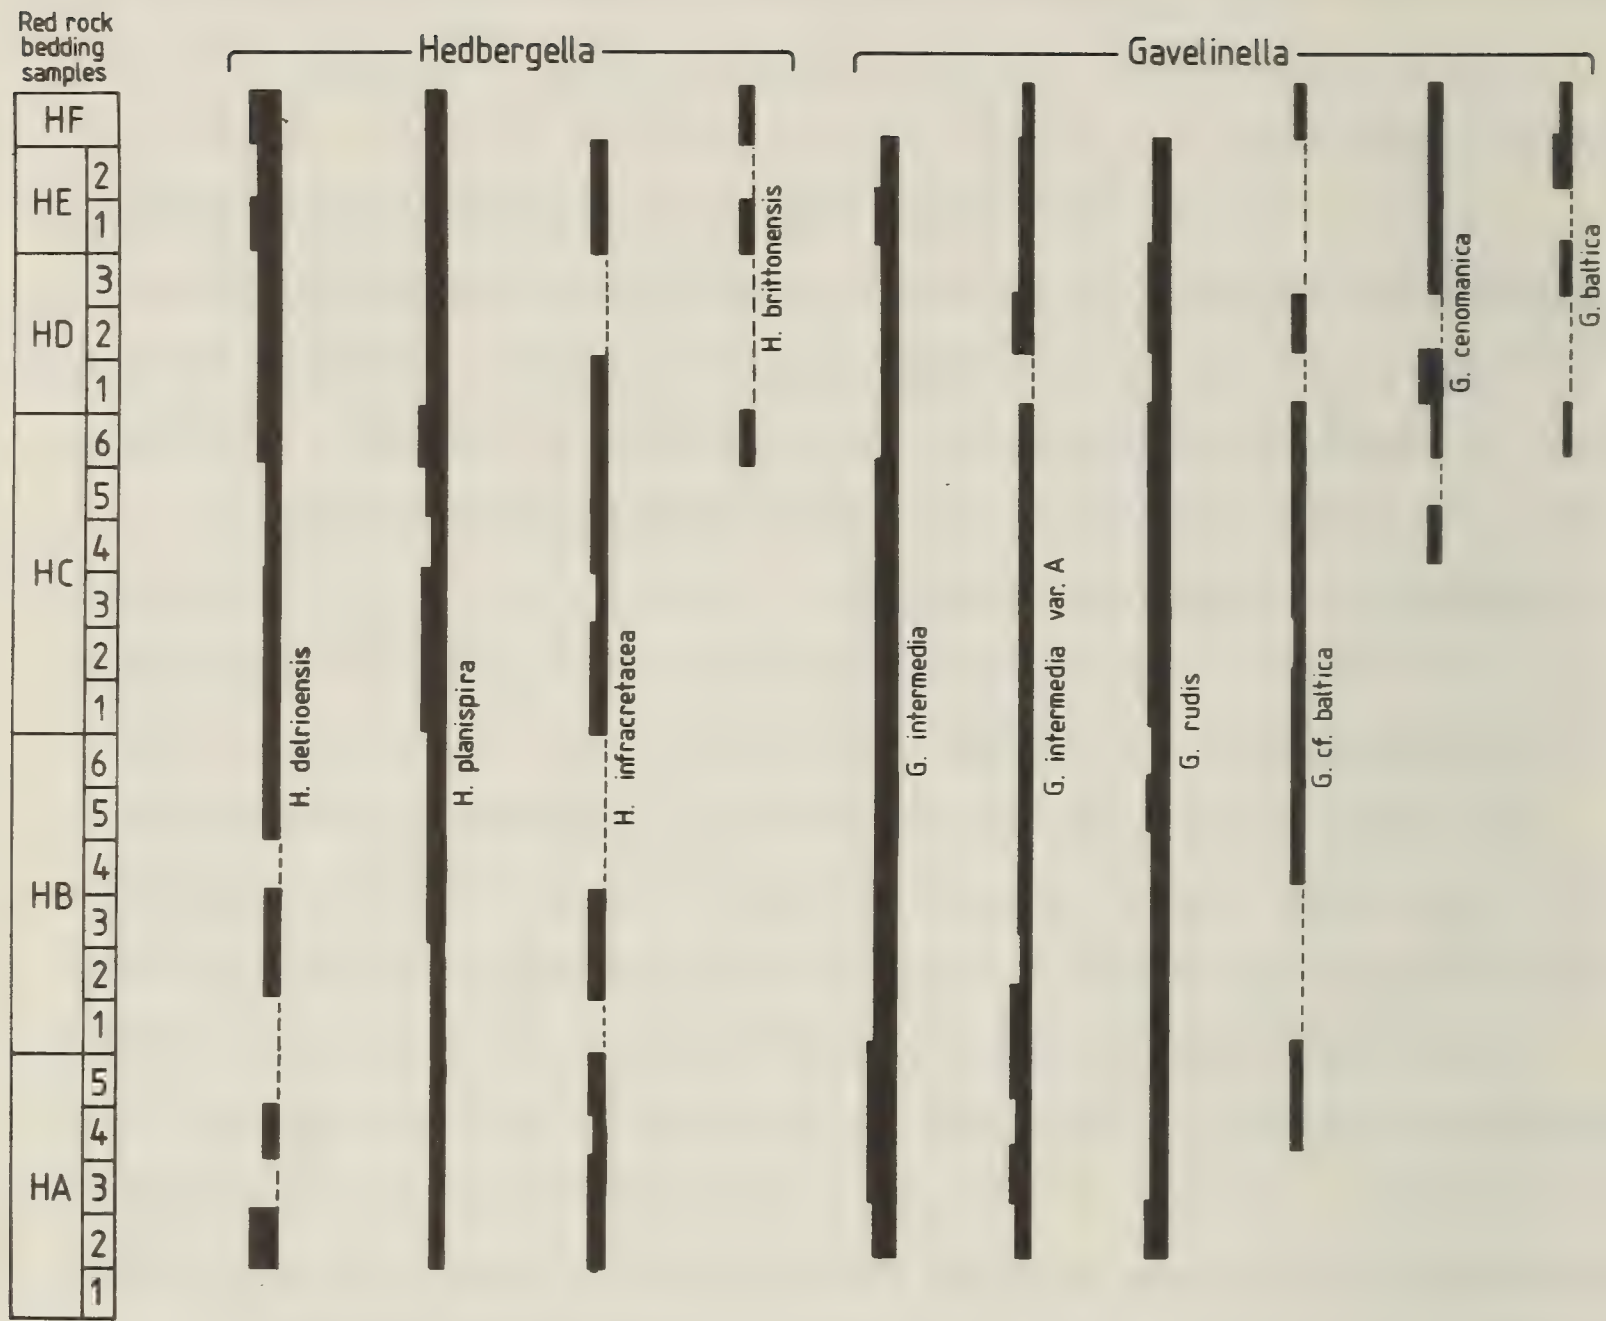 Red rock
bedding
samples
Hedbergella
Gavelinella
HF
HE
2
1
HD
3
2
1
HC
6
5
4
3
2
1
HB
6
5
4
3
2
1
HA
5
4
3
2
1
H. delrioensis
H. planispira
H. infracretacea
H. brittonensis
G. intermedia
G. intermedia var. A
G. rudis
G. cf. baltica
G. cenomanica
G. baltica